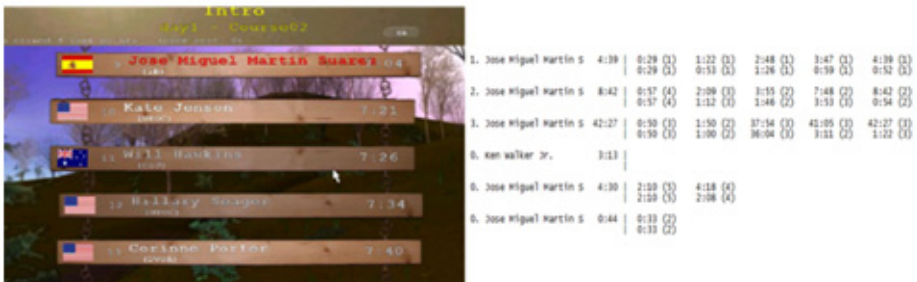 Intro
Day1 - Course02
9 Jose Miguel Martin Suarez 04
10 Kate Jenson 7.21
11 Will Hawkins 7:26
12 Hillary Seager 7:34
13 Corinne Porter 7:40
1. Jose Miguel Martin S 4:39 | 0:29 (1) 1:22 (1) 2:48 (1) 3:47 (1) 4:39 (1)
| 0:29 (1) 0:53 (1) 1:26 (1) 0:59 (1) 0:52 (1)
2. Jose Miguel Martin S 8:42 | 0:57 (4) 2:09 (3) 3:55 (2) 7:48 (2) 8:42 (2)
| 0:57 (4) 1:12 (3) 1:46 (2) 3:53 (3) 0:54 (2)
3. Jose Miguel Martin S 42:27 | 0:50 (3) 1:50 (2) 37:54 (3) 41:05 (3) 42:27 (3)
| 0:50 (3) 1:00 (2) 36:04 (3) 3:11 (2) 1:22 (3)
0. Ken Walker Jr. 3:13 |
0. Jose Miguel Martin S 4:30 | 2:10 (5) 4:18 (4)
| 2:10 (5) 2:08 (4)
0. Jose Miguel Martin S 0:44 | 0:33 (2)
| 0:33 (2)